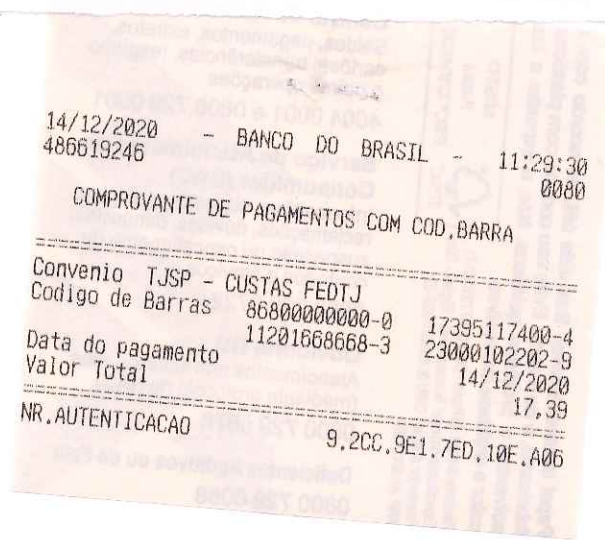 14/12/2020 - BANCO DO BRASIL - 11:29:30
486619246 0080
COMPROVANTE DE PAGAMENTOS COM COD.BARRA
Convenio TJSP - CUSTAS FEDTJ
Codigo de Barras 86800000000-0 17395117400-4
11201668668-3 23000102202-9
Data do pagamento 14/12/2020
Valor Total 17,39
NR.AUTENTICACAO 9.2CC.9E1.7ED.10E.A06